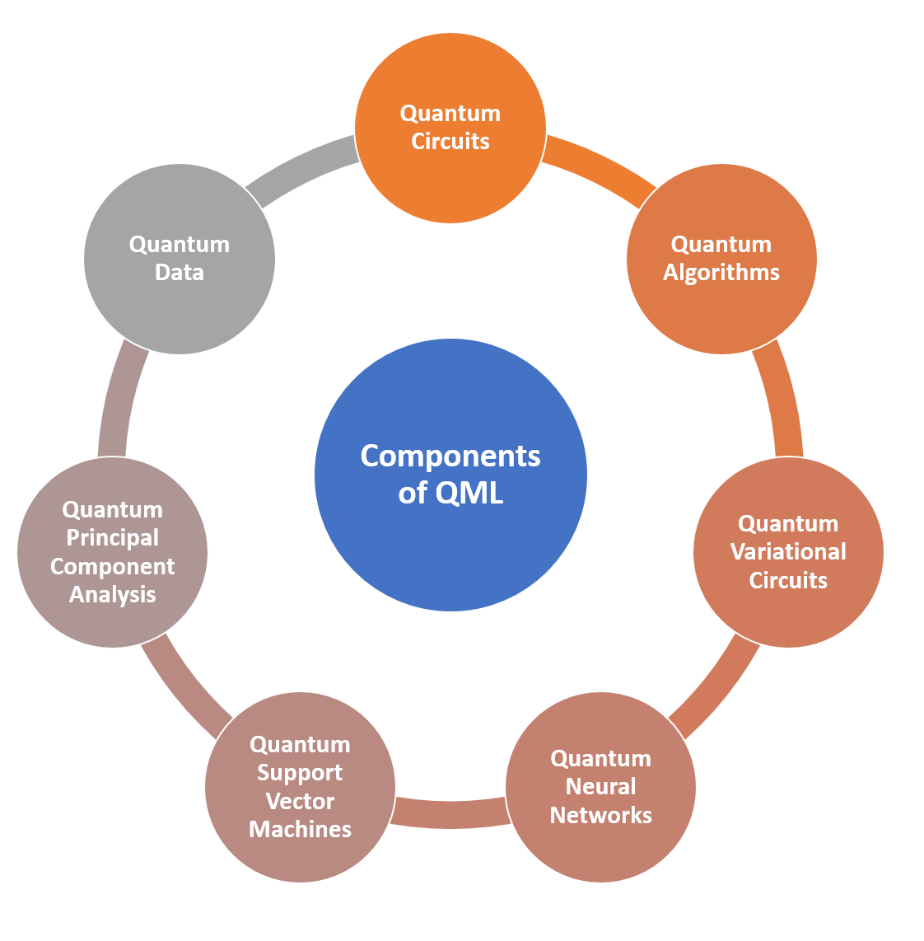 Quantum
Circuits
Quantum
Algorithms
Quantum
Variational
Circuits
Quantum
Neural
Networks
Quantum
Support
Vector
Machines
Quantum
Principal
Component
Analysis
Quantum
Data
Components
of QML